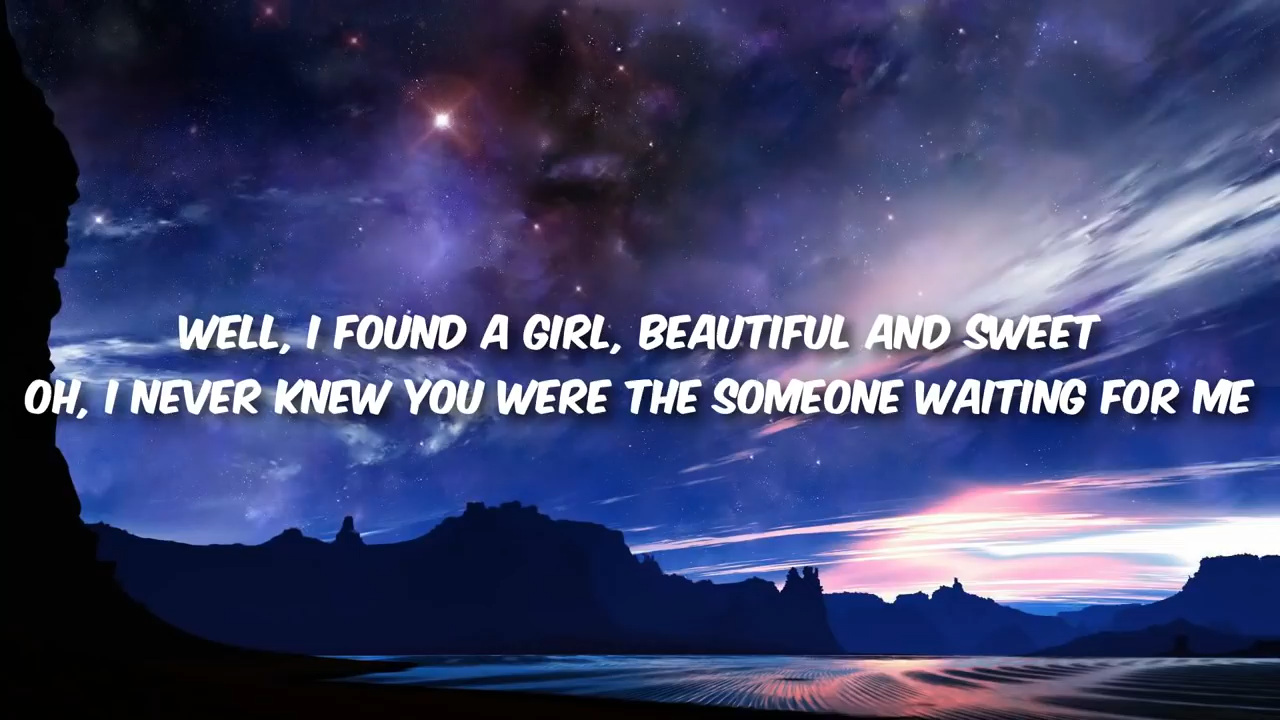 WELL, I FOUND A GIRL, BEAUTIFUL AND SWEET
OH, I NEVER KNEW YOU WERE THE SOMEONE WAITING FOR ME